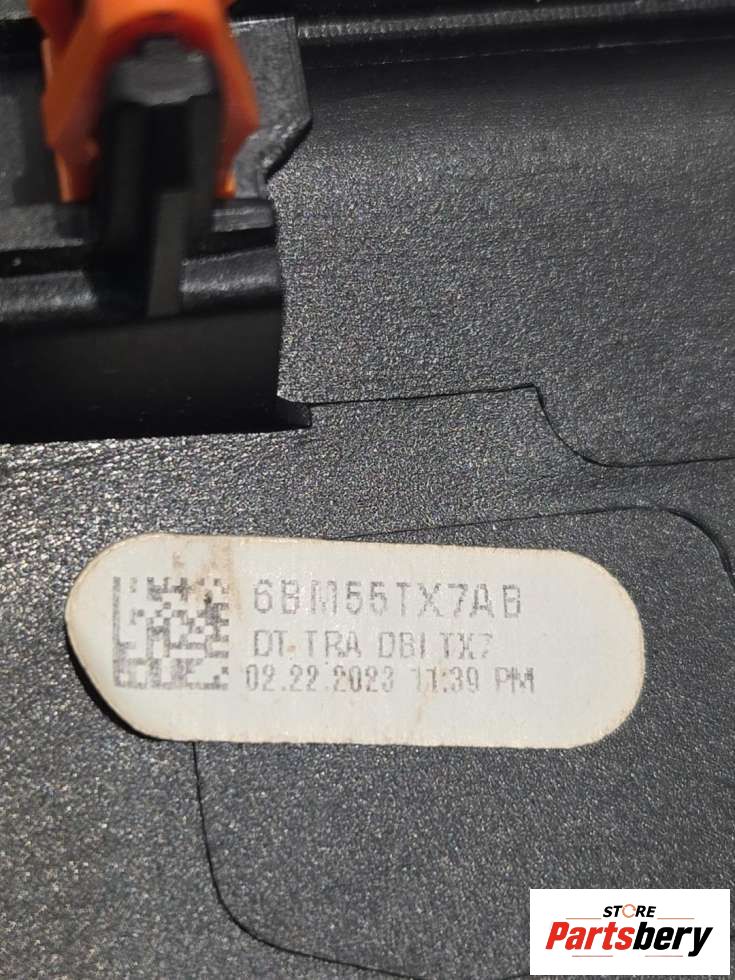 6BM55TX7AB
DT TRA DBI TX7
02.22.2023 11:39 PM
STORE
Partsbery